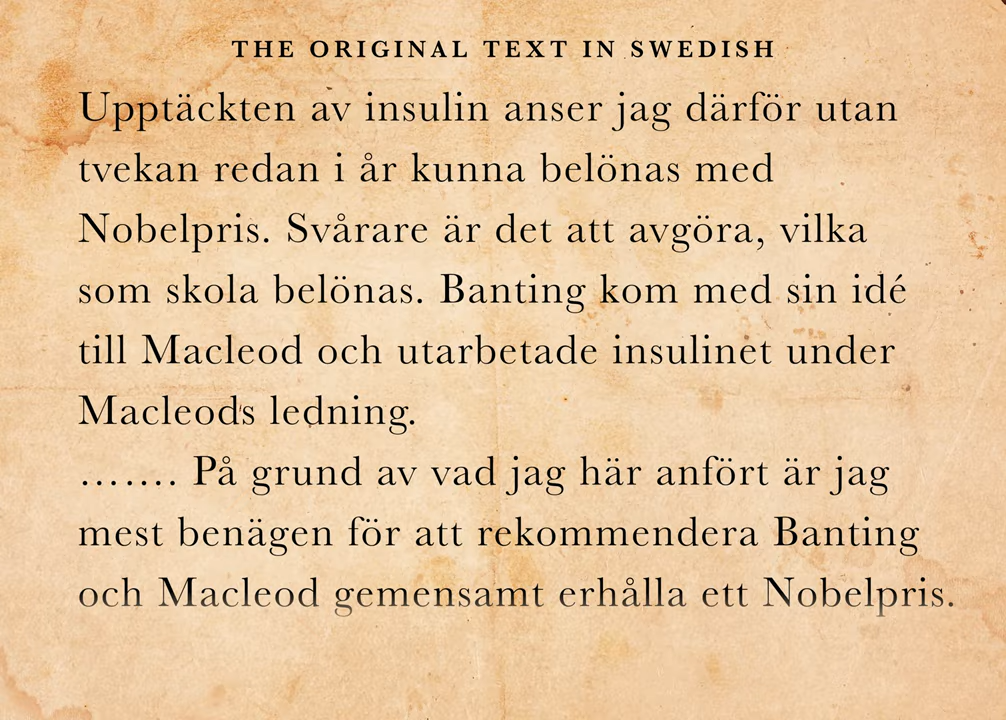 THE ORIGINAL TEXT IN SWEDISH
Upptäckten av insulin anser jag därför utan
tvekan redan i år kunna belönas med
Nobelpris. Svårare är det att avgöra, vilka
som skola belönas. Banting kom med sin idé
till Macleod och utarbetade insulinet under
Macleods ledning.
....... På grund av vad jag här anfört är jag
mest benägen för att rekommendera Banting
och Macleod gemensamt erhålla ett Nobelpris.